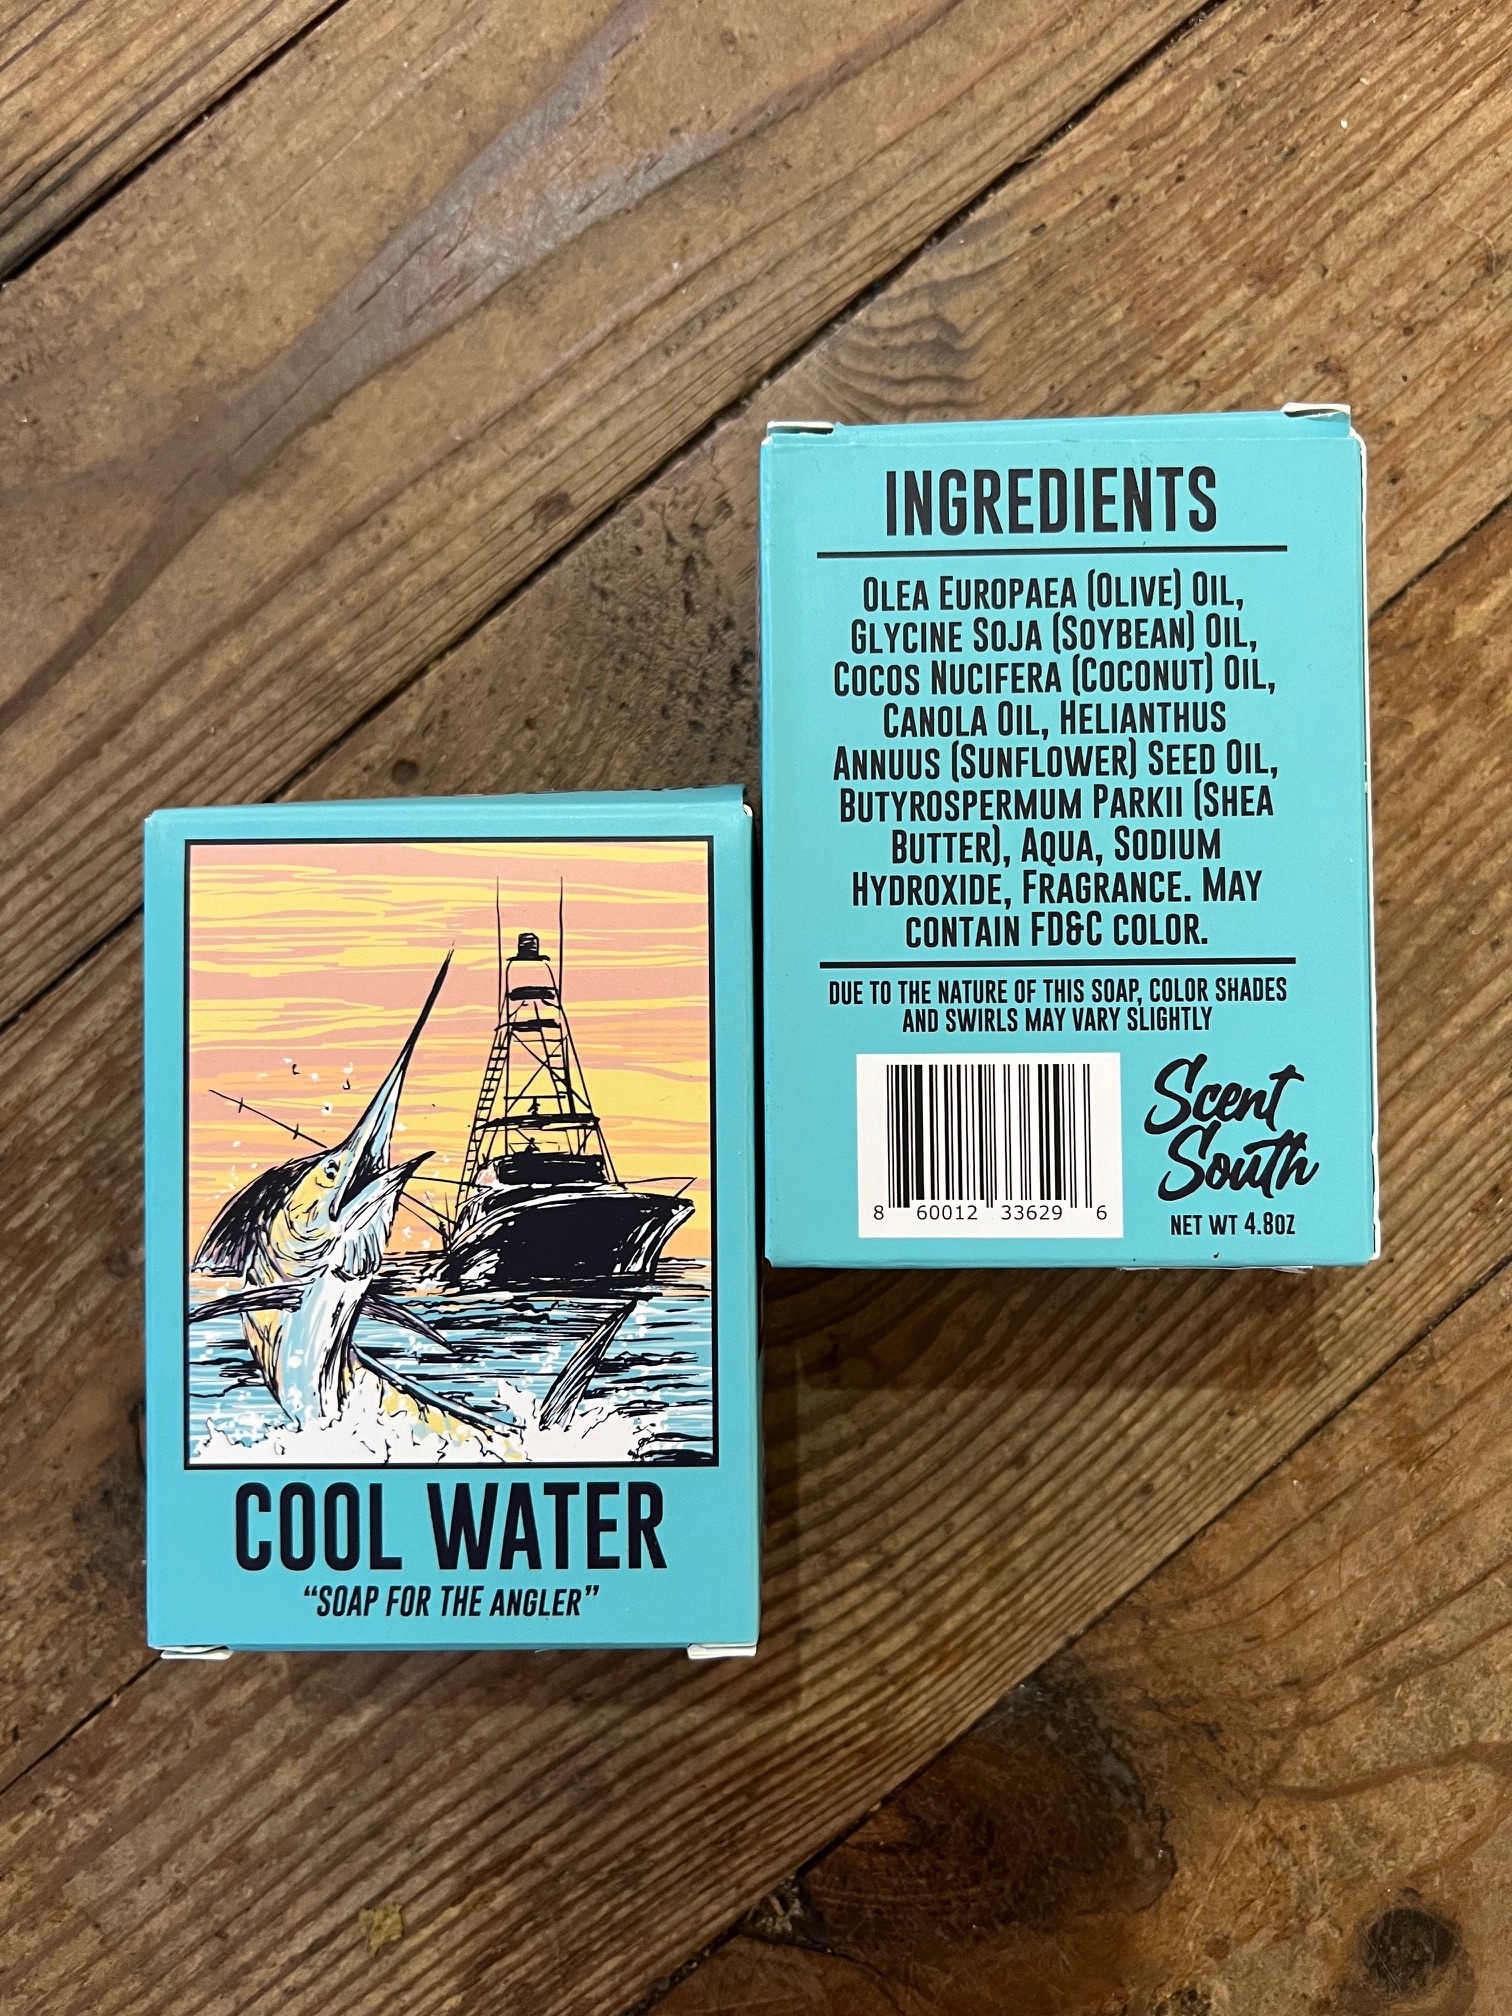 COOL WATER
"SOAP FOR THE ANGLER"
INGREDIENTS
OLEA EUROPAEA (OLIVE) OIL,
GLYCINE SOJA (SOYBEAN) OIL,
COCOS NUCIFERA (COCONUT) OIL,
CANOLA OIL, HELIANTHUS
ANNUUS (SUNFLOWER) SEED OIL,
BUTYROSPERMUM PARKII (SHEA
BUTTER), AQUA, SODIUM
HYDROXIDE, FRAGRANCE. MAY
CONTAIN FD&C COLOR.
DUE TO THE NATURE OF THIS SOAP, COLOR SHADES
AND SWIRLS MAY VARY SLIGHTLY
8 60012 33629 6
Scent
South
NET WT 4.8OZ